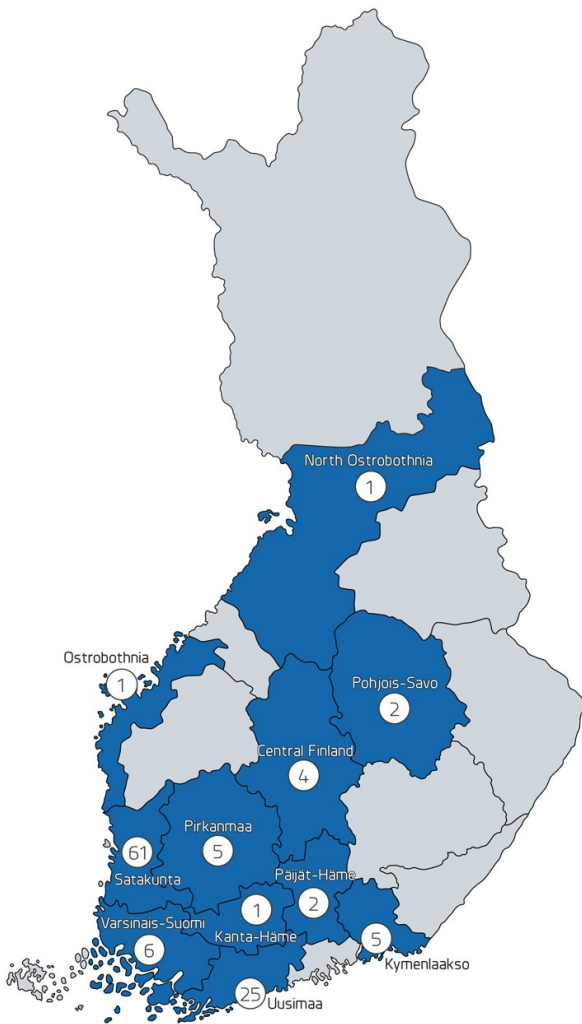 North Ostrobothnia
1
Ostrobothnia
1
Pohjois-Savo
2
Central Finland
4
Pirkanmaa
5
61
Satakunta
Päijät-Häme
2
1
Kanta-Häme
Varsinais-Suomi
6
5
Kymenlaakso
25
Uusimaa